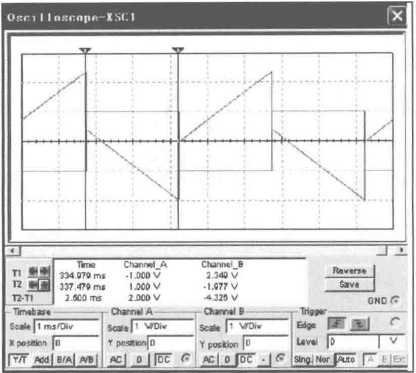 Oscilloscope-XSC1
Time Channel_A Channel_B
T1 334.979 ms -1.000 V 2.349 V
T2 337.479 ms 1.000 V -1.977 V
T2-T1 2.500 ms 2.000 V -4.326 V
Reverse
Save
GND
Timebase Channel A Channel B Trigger
Scale 1 ms/Div Scale 1 V/Div Scale 1 V/Div Edge
X position 0 Y position 0 Y position 0 Level 0 V
Y/T Add B/A A/B AC 0 DC AC 0 DC - Sing. Nor. Auto A B Ext